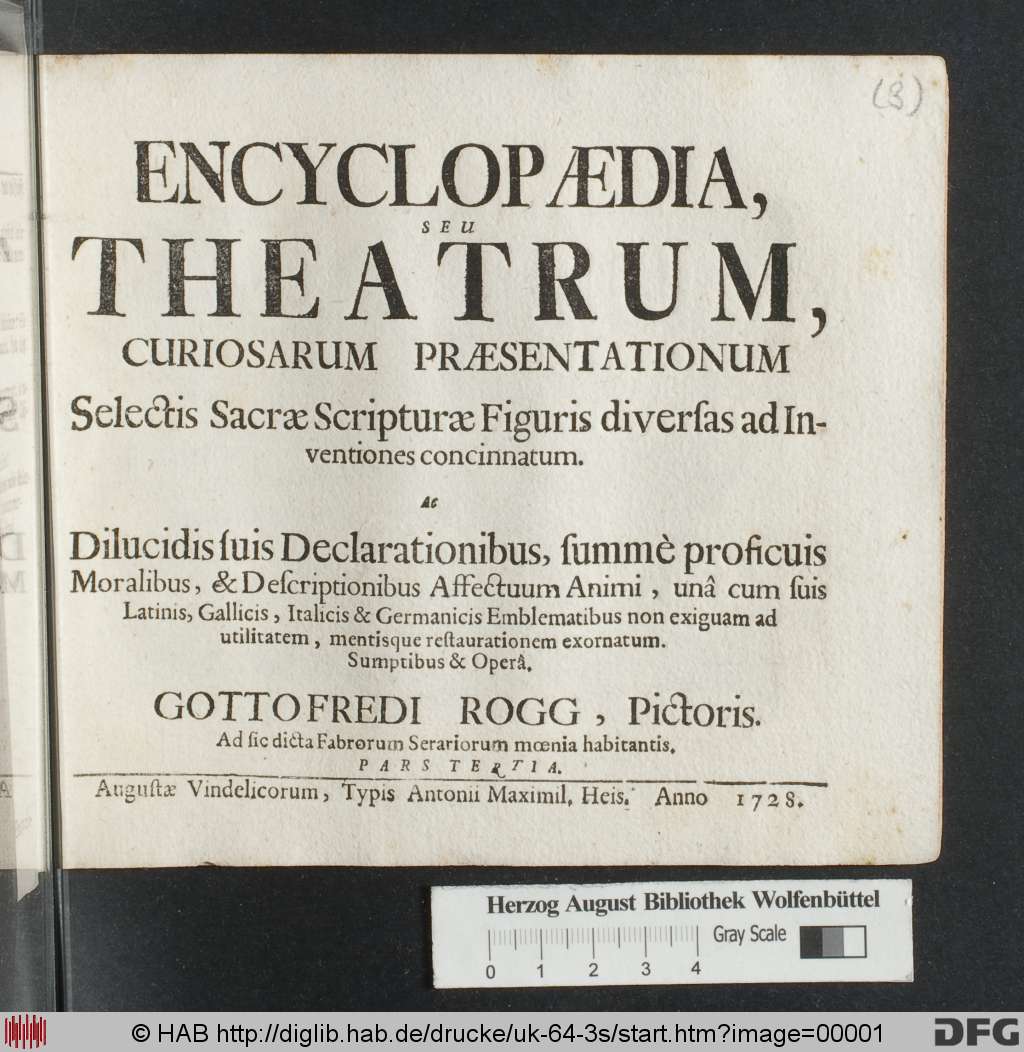 (3)
ENCYCLOPÆDIA,
SEU
THEATRUM,
CURIOSARUM PRÆSENTATIONUM
Selectis Sacræ Scripturæ Figuris diverſas ad In-
ventiones concinnatum.
Ac
Dilucidis ſuis Declarationibus, ſummè proficuis
Moralibus, & Deſcriptionibus Affectuum Animi, unâ cum ſuis
Latinis, Gallicis, Italicis & Germanicis Emblematibus non exiguam ad
utilitatem, mentisque reſtaurationem exornatum.
Sumptibus & Operâ.
GOTTOFREDI ROGG, Pictoris.
Ad ſic dicta Fabrorum Serariorum mœnia habitantis.
PARS TERTIA.
Auguſtæ Vindelicorum, Typis Antonii Maximil. Heis. Anno 1728.
Herzog August Bibliothek Wolfenbüttel
Gray Scale
0 1 2 3 4
© HAB http://diglib.hab.de/drucke/uk-64-3s/start.htm?image=00001
DFG